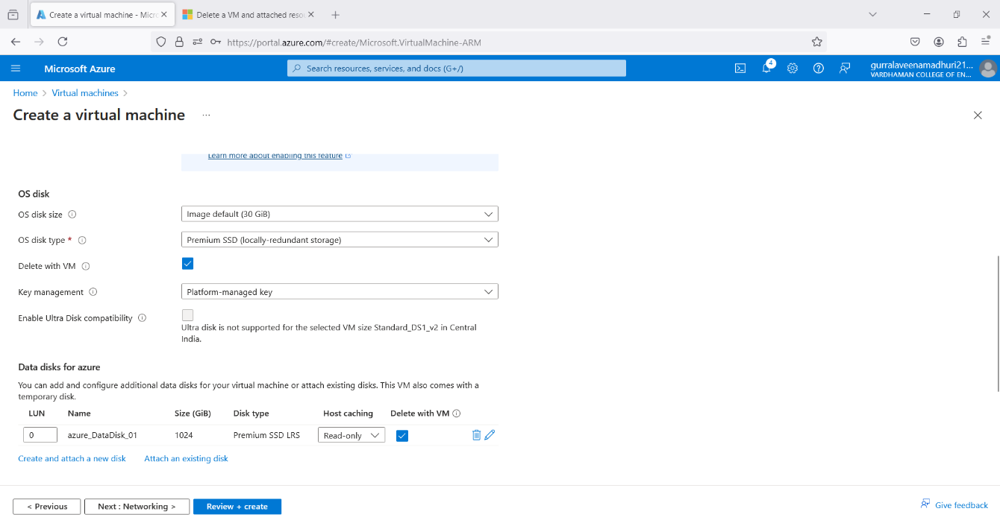 Create a virtual machine - Micr
Delete a VM and attached reso
https://portal.azure.com/#create/Microsoft.VirtualMachine-ARM
Microsoft Azure
Search resources, services, and docs (G+/)
4
gurralaveenamadhuri21...
VARDHAMAN COLLEGE OF EN...
Home > Virtual machines >
Create a virtual machine ...
Learn more about enabling this feature
OS disk
OS disk size
Image default (30 GiB)
OS disk type *
Premium SSD (locally-redundant storage)
Delete with VM
Key management
Platform-managed key
Enable Ultra Disk compatibility
Ultra disk is not supported for the selected VM size Standard_DS1_v2 in Central
India.
Data disks for azure
You can add and configure additional data disks for your virtual machine or attach existing disks. This VM also comes with a
temporary disk.
LUN Name Size (GiB) Disk type Host caching Delete with VM
0 azure_DataDisk_01 1024 Premium SSD LRS Read-only
Create and attach a new disk Attach an existing disk
< Previous Next : Networking > Review + create Give feedback